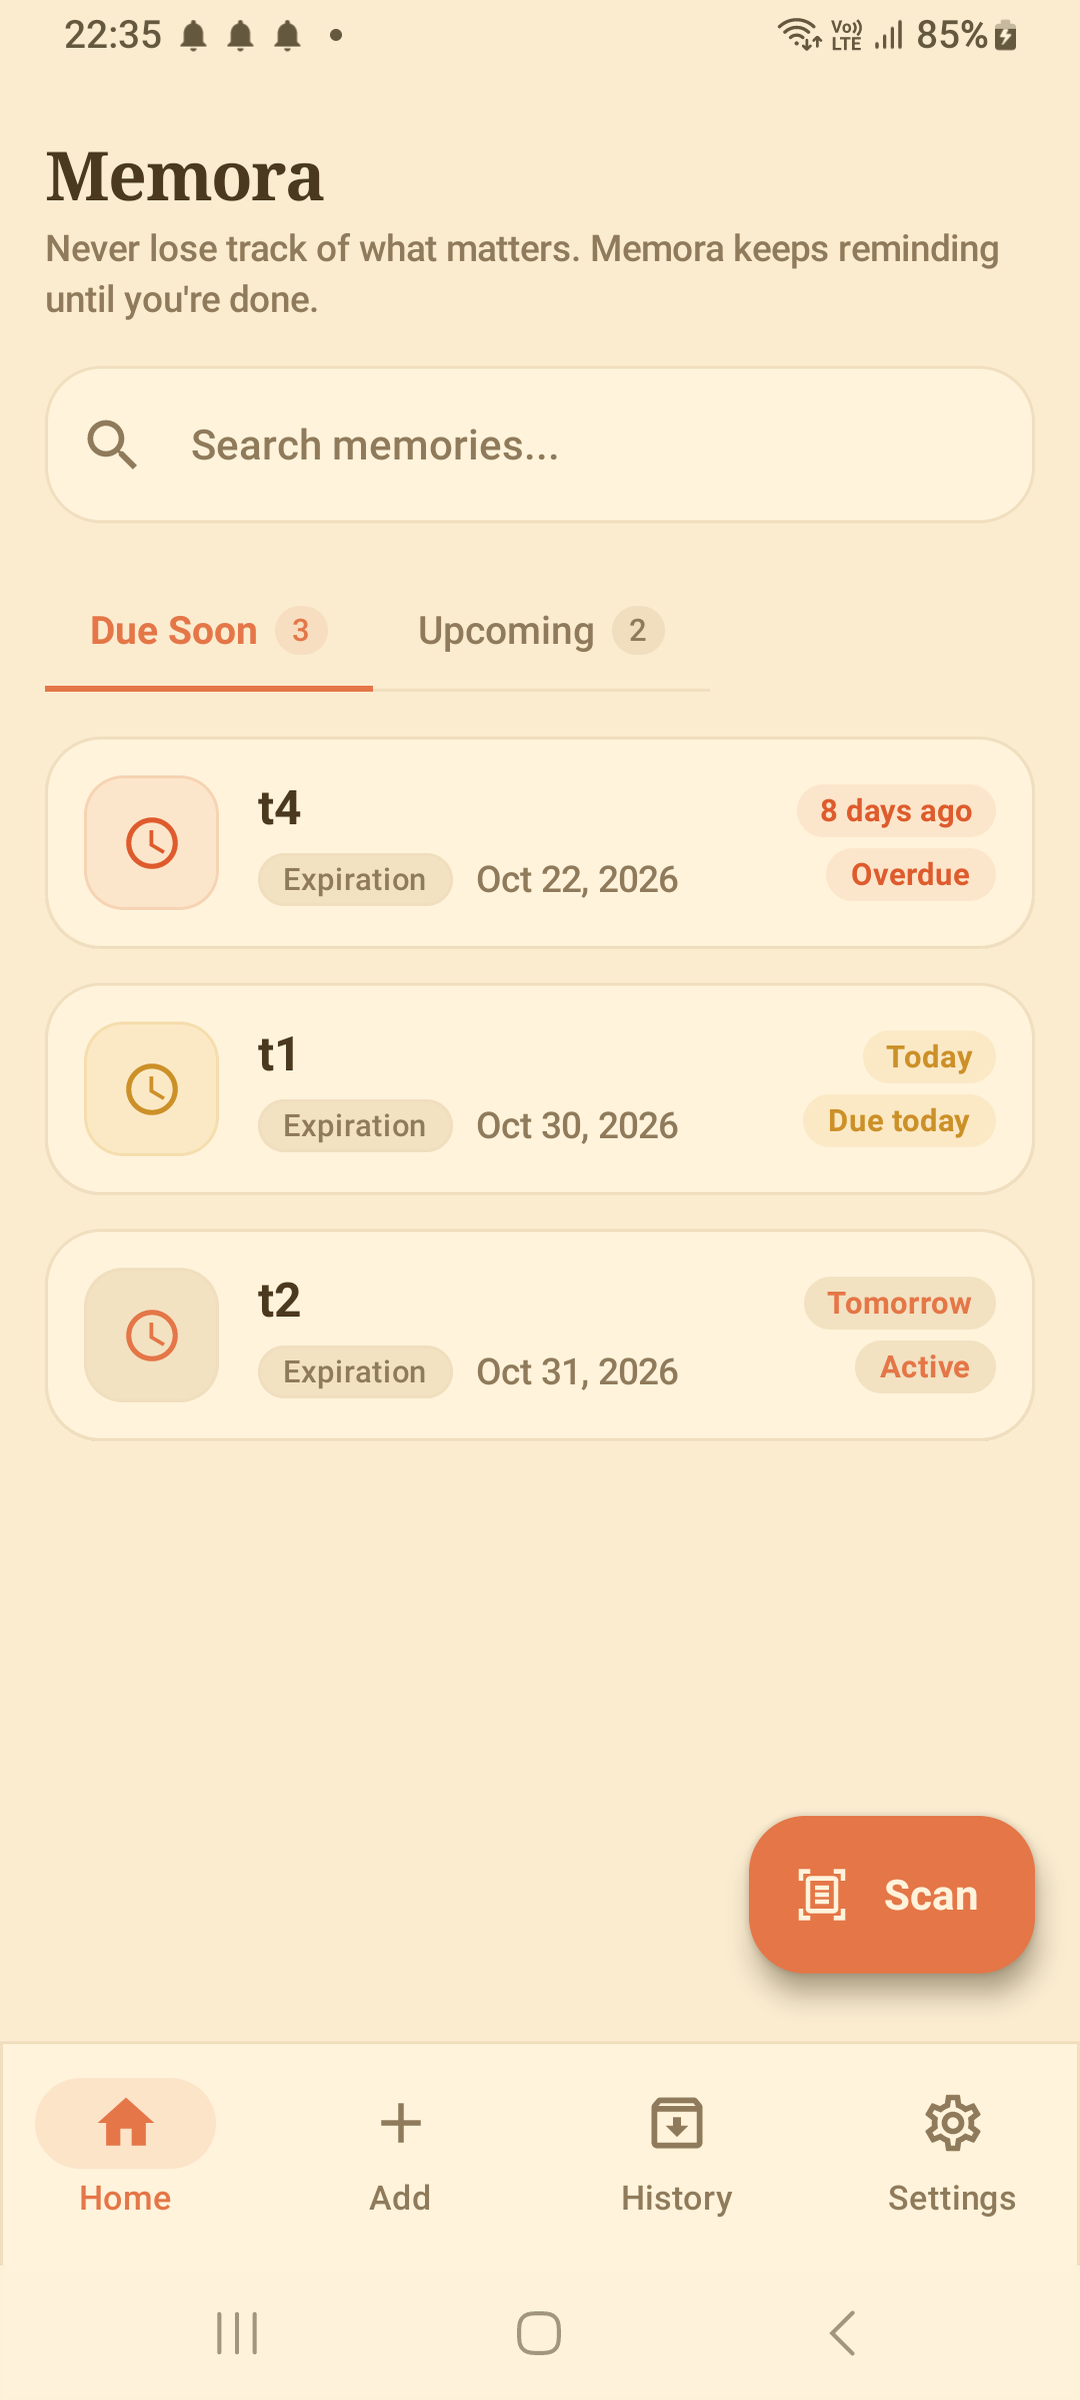 22:35
Vo)) LTE
85%
Memora
Never lose track of what matters. Memora keeps reminding
until you're done.
Search memories...
Due Soon 3
Upcoming 2
t4
8 days ago
Expiration Oct 22, 2026
Overdue
t1
Today
Expiration Oct 30, 2026
Due today
t2
Tomorrow
Expiration Oct 31, 2026
Active
Scan
Home
Add
History
Settings